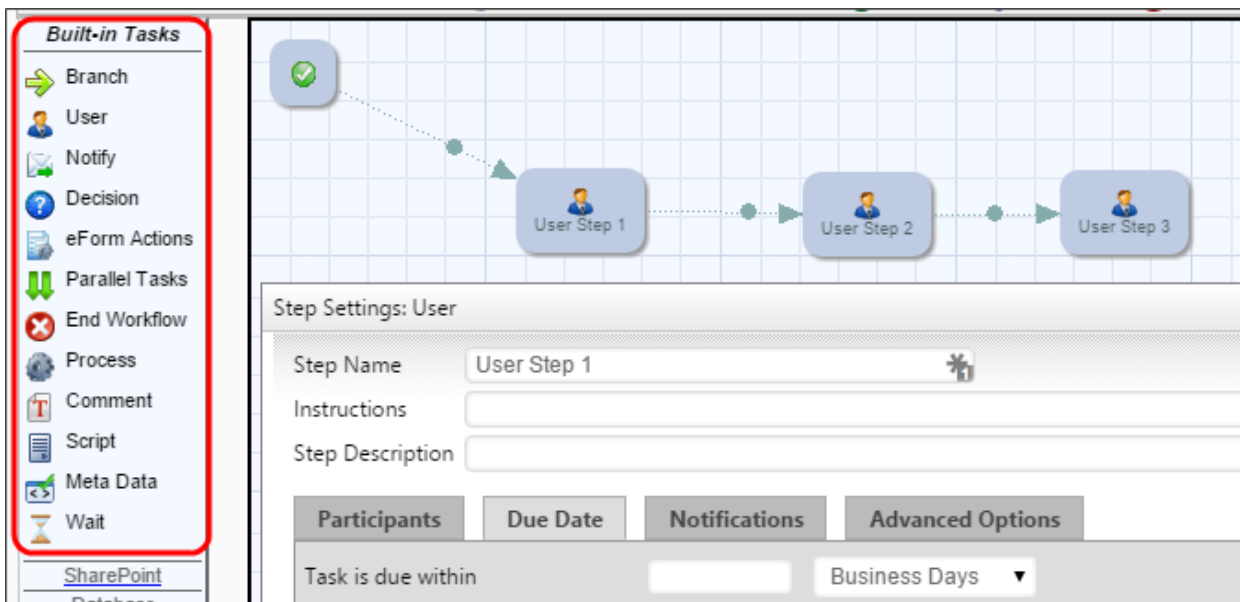 Built-in Tasks
Branch
User
Notify
Decision
eForm Actions
Parallel Tasks
End Workflow
Process
Comment
Script
Meta Data
Wait
SharePoint
Database
User Step 1
User Step 2
User Step 3
Step Settings: User
Step Name User Step 1
Instructions
Step Description
Participants Due Date Notifications Advanced Options
Task is due within Business Days